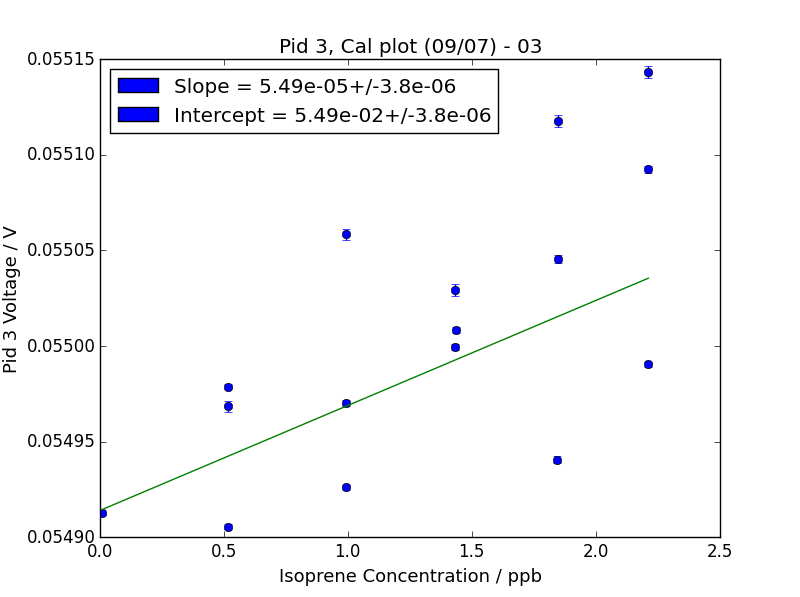 Pid 3, Cal plot (09/07) - 03
Slope = 5.49e-05+/-3.8e-06
Intercept = 5.49e-02+/-3.8e-06
Pid 3 Voltage / V
0.05515
0.05510
0.05505
0.05500
0.05495
0.05490
0.0 0.5 1.0 1.5 2.0 2.5
Isoprene Concentration / ppb